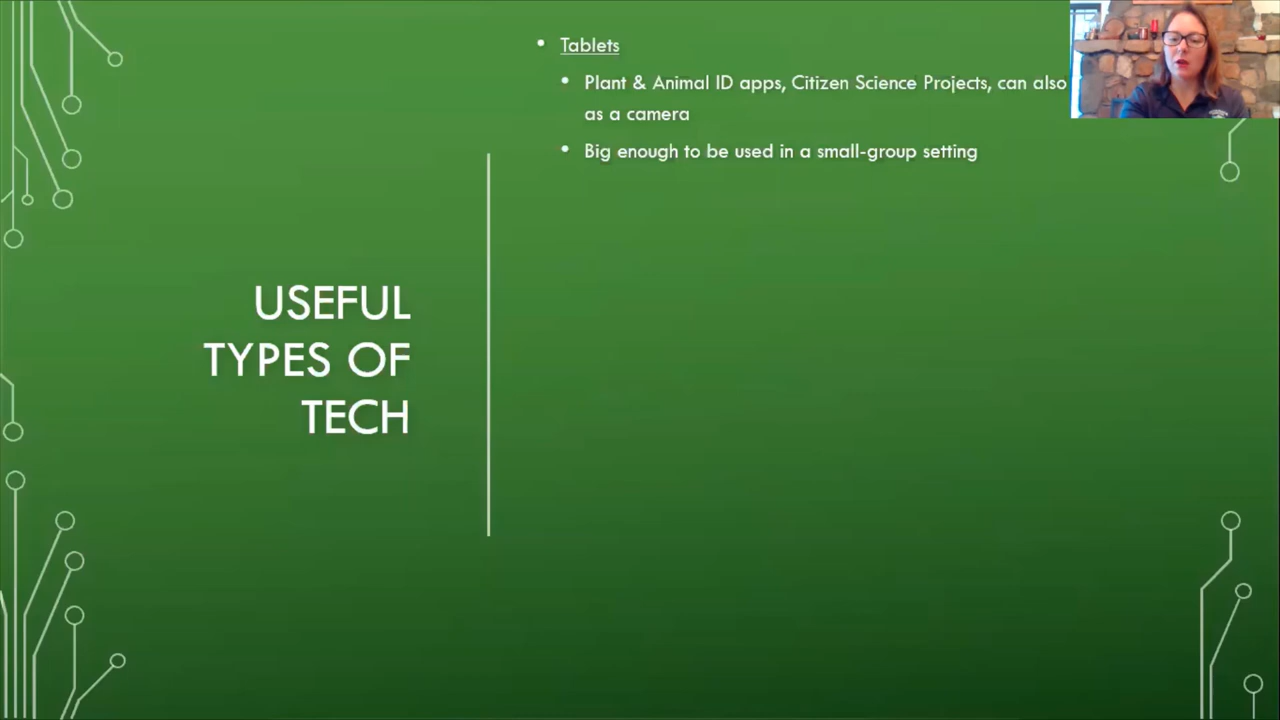 Tablets
Plant & Animal ID apps, Citizen Science Projects, can also
as a camera
Big enough to be used in a small-group setting
USEFUL
TYPES OF
TECH